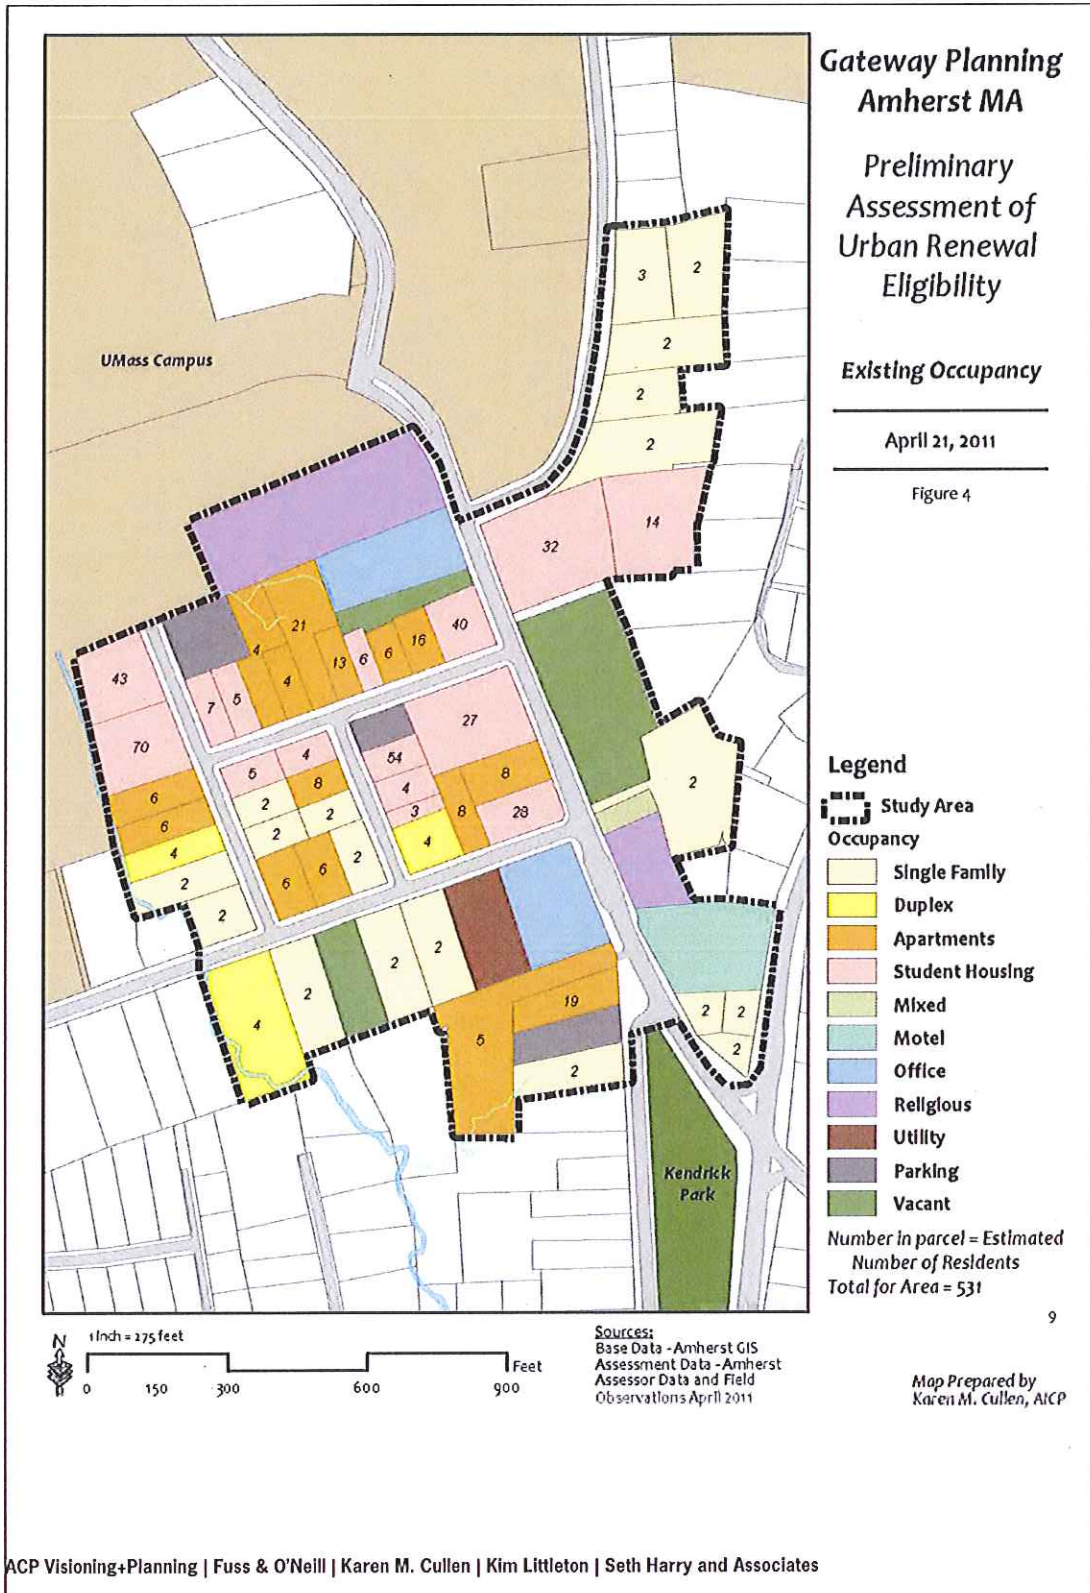 Gateway Planning
Amherst MA
Preliminary
Assessment of
Urban Renewal
Eligibility
Existing Occupancy
April 21, 2011
Figure 4
UMass Campus
3
2
2
2
2
32
14
21
4
4
13
6
6
16
40
43
7
5
70
27
54
4
5
4
8
8
6
2
2
3
8
28
6
2
2
4
4
6
6
2
2
2
2
2
2
2
4
19
5
2
2
2
2
Kendrick
Park
Legend
Study Area
Occupancy
Single Family
Duplex
Apartments
Student Housing
Mixed
Motel
Office
Religious
Utility
Parking
Vacant
Number in parcel = Estimated
Number of Residents
Total for Area = 531
9
N
1 Inch = 275 feet
Feet
0 150 300 600 900
Sources:
Base Data - Amherst GIS
Assessment Data - Amherst
Assessor Data and Field
Observations April 2011
Map Prepared by
Karen M. Cullen, AICP
ACP Visioning+Planning | Fuss & O'Neill | Karen M. Cullen | Kim Littleton | Seth Harry and Associates